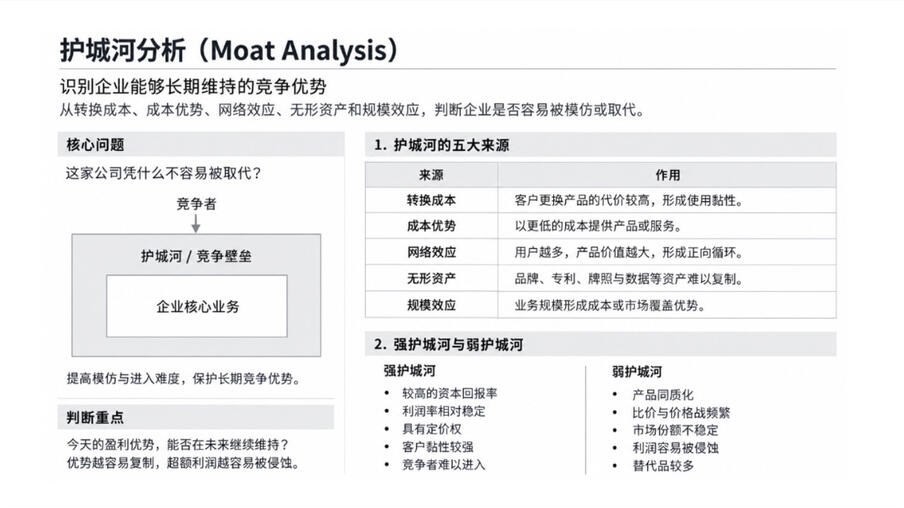 护城河分析（Moat Analysis）
识别企业能够长期维持的竞争优势
从转换成本、成本优势、网络效应、无形资产和规模效应，判断企业是否容易被模仿或取代。
核心问题
这家公司凭什么不容易被取代？
竞争者
护城河 / 竞争壁垒
企业核心业务
提高模仿与进入难度，保护长期竞争优势。
判断重点
今天的盈利优势，能否在未来继续维持？
优势越容易复制，超额利润越容易被侵蚀。
1. 护城河的五大来源
来源 作用
转换成本 客户更换产品的代价较高，形成使用黏性。
成本优势 以更低的成本提供产品或服务。
网络效应 用户越多，产品价值越大，形成正向循环。
无形资产 品牌、专利、牌照与数据等资产难以复制。
规模效应 业务规模形成成本或市场覆盖优势。
2. 强护城河与弱护城河
强护城河
• 较高的资本回报率
• 利润率相对稳定
• 具有定价权
• 客户黏性较强
• 竞争者难以进入
弱护城河
• 产品同质化
• 比价与价格战频繁
• 市场份额不稳定
• 利润容易被侵蚀
• 替代品较多